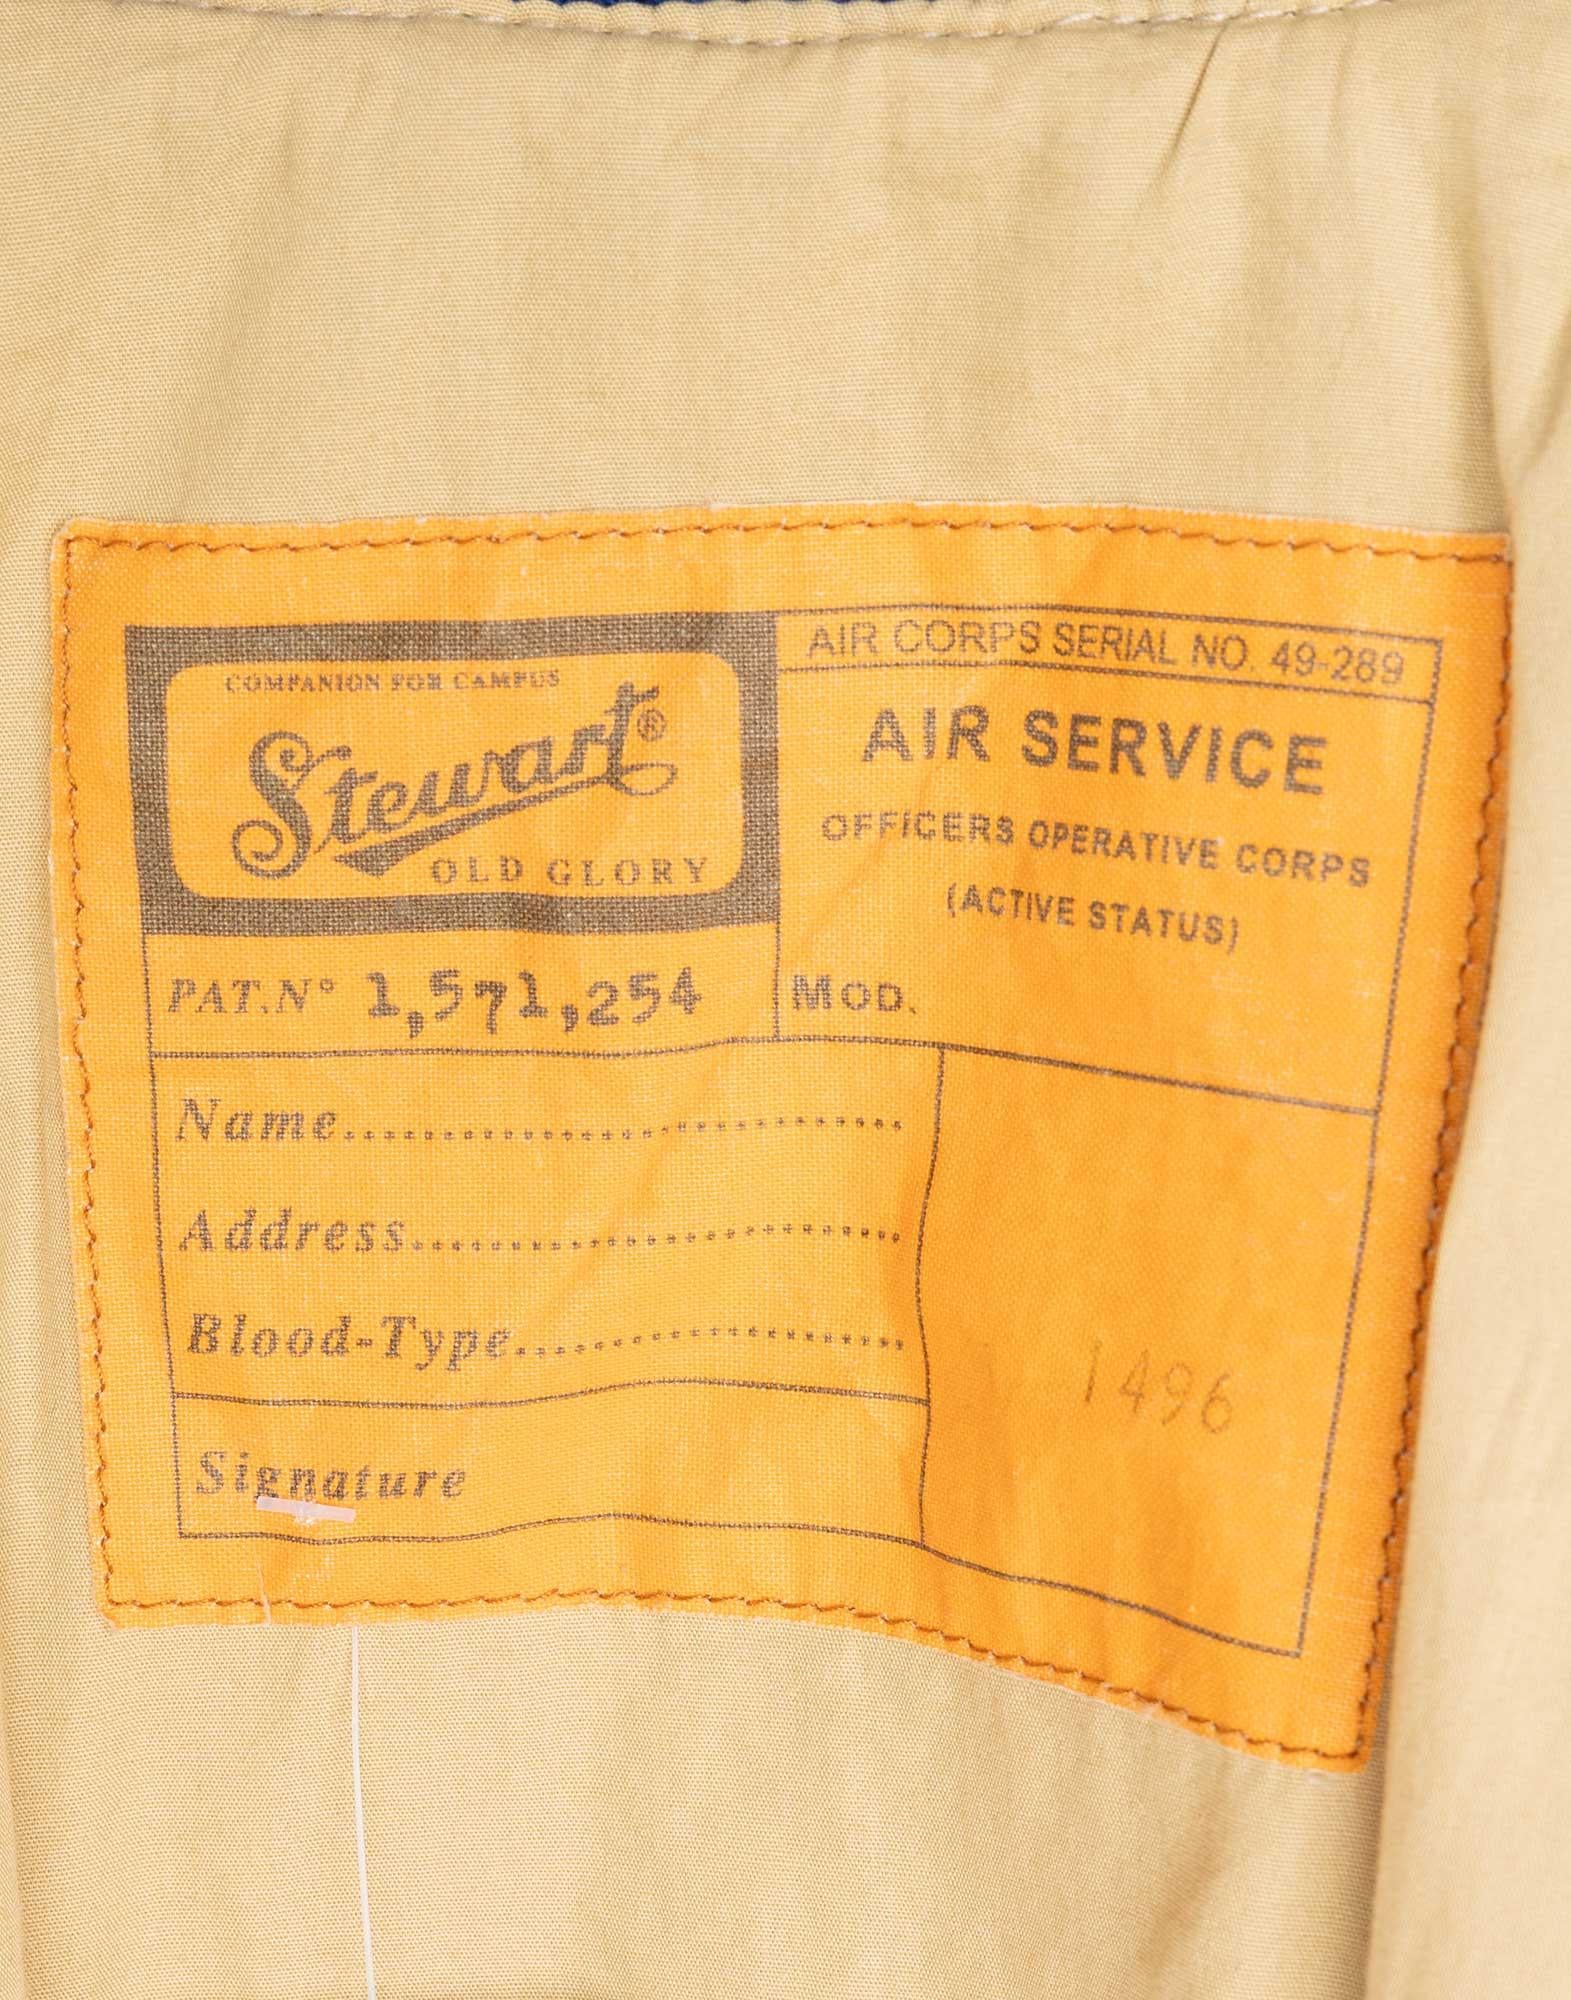 COMPANION FOR CAMPUS
Stewart®
OLD GLORY
PAT.N° 1,571,254
AIR CORPS SERIAL NO. 49-289
AIR SERVICE
OFFICERS OPERATIVE CORPS
(ACTIVE STATUS)
MOD.
Name..............................
Address..........................
Blood-Type....................
Signature
1496